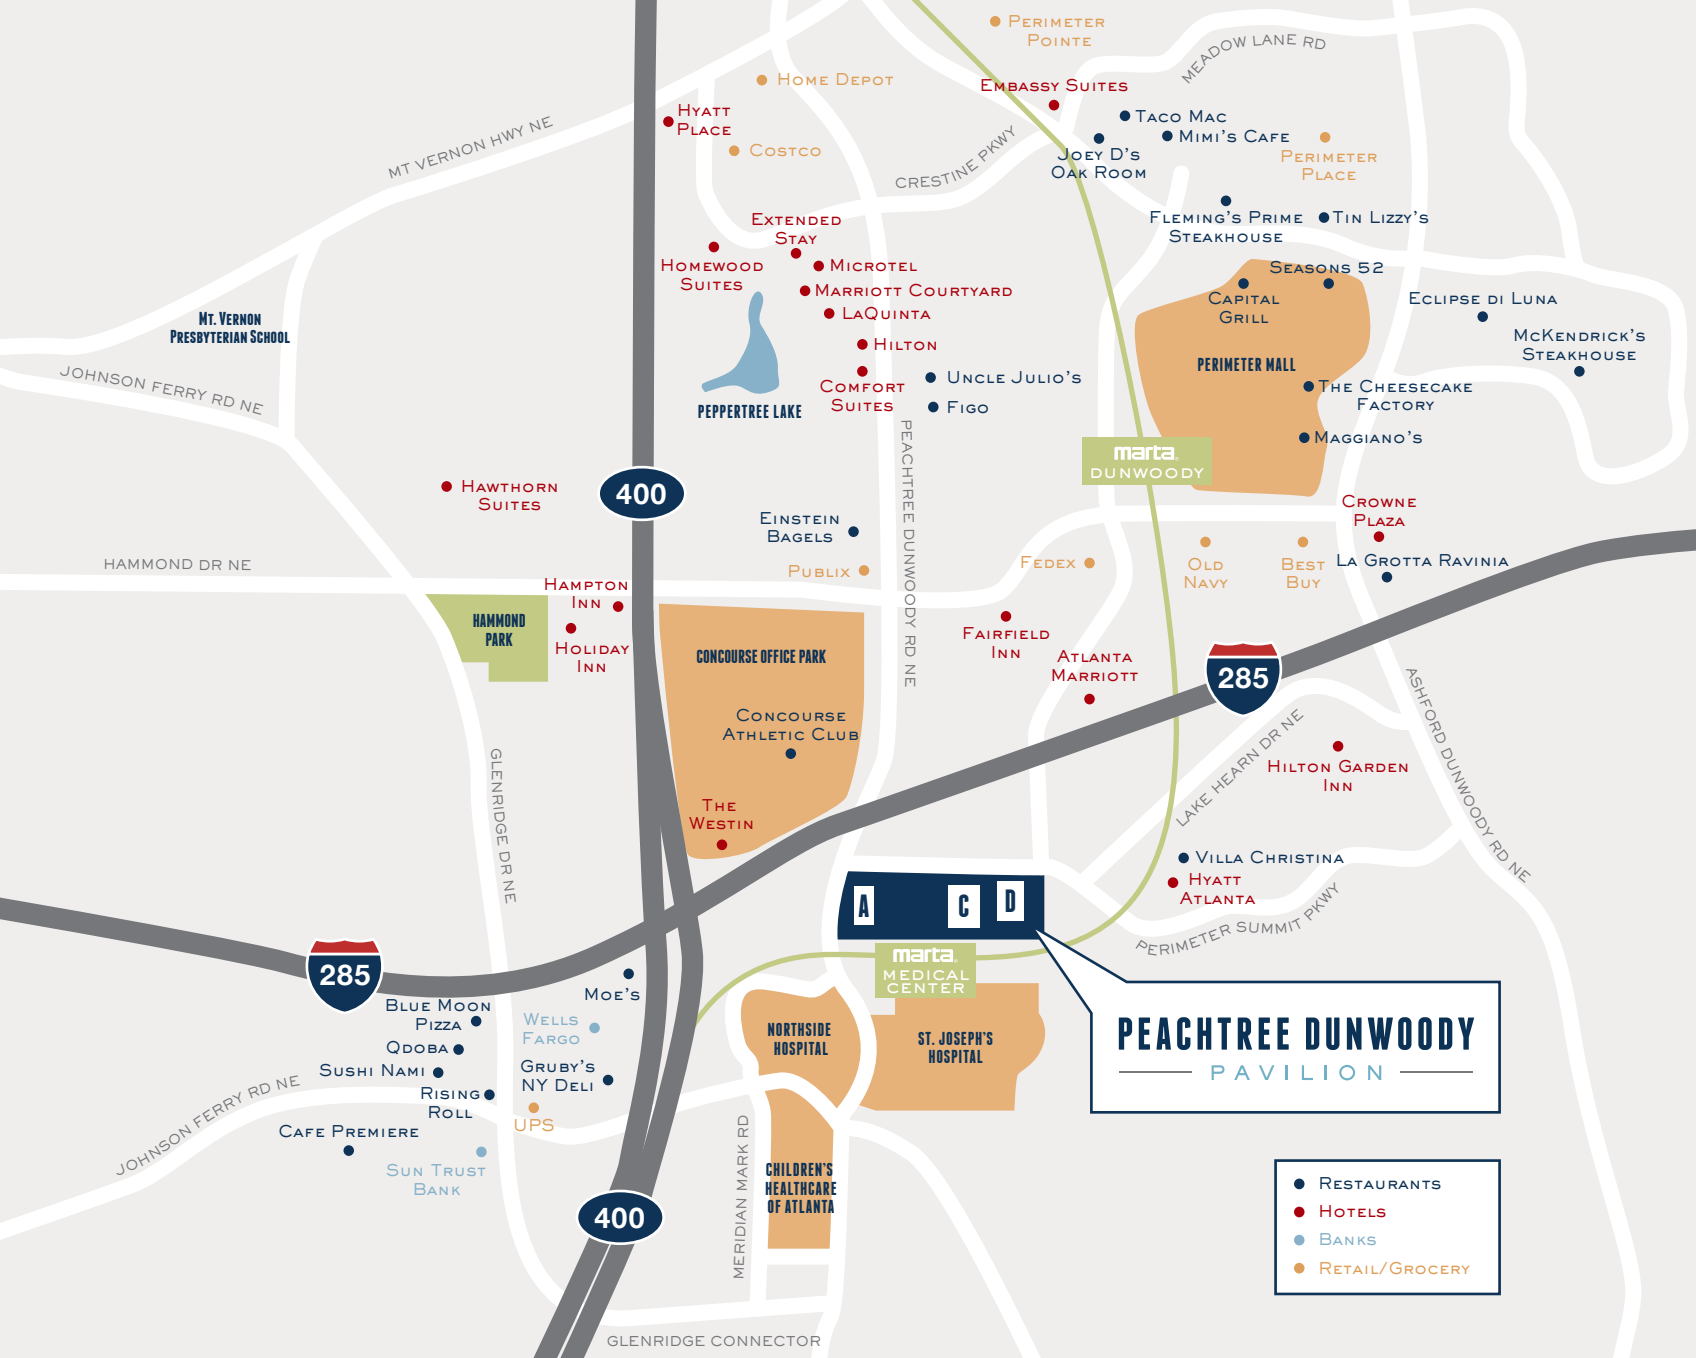 Perimeter
Pointe
Meadow Lane Rd
Home Depot
Embassy Suites
Hyatt
Place
Costco
Taco Mac
Mimi's Cafe
Joey D's
Oak Room
Perimeter
Place
Mt Vernon Hwy NE
Crestine Pkwy
Extended
Stay
Fleming's Prime
Steakhouse
Tin Lizzy's
Homewood
Suites
Microtel
Marriott Courtyard
LaQuinta
Seasons 52
Capital
Grill
Eclipse di Luna
McKendrick's
Steakhouse
Mt. Vernon
Presbyterian School
Hilton
Comfort
Suites
Uncle Julio's
Figo
PERIMETER MALL
The Cheesecake
Factory
Maggiano's
Johnson Ferry Rd NE
PEPPERTREE LAKE
Peachtree Dunwoody Rd NE
marta
DUNWOODY
Hawthorn
Suites
400
Einstein
Bagels
Publix
Crowne
Plaza
Fedex
Old
Navy
Best
Buy
La Grotta Ravinia
Hammond Dr NE
Hampton
Inn
HAMMOND
PARK
Holiday
Inn
CONCOURSE OFFICE PARK
Fairfield
Inn
Atlanta
Marriott
285
Ashford Dunwoody Rd NE
Concourse
Athletic Club
Lake Hearn Dr NE
Hilton Garden
Inn
Glenridge Dr NE
The
Westin
Villa Christina
Hyatt
Atlanta
Perimeter Summit Pkwy
A
C
D
marta
MEDICAL
CENTER
285
Moe's
Blue Moon
Pizza
Wells
Fargo
Qdoba
Sushi Nami
Gruby's
NY Deli
Rising
Roll
UPS
Johnson Ferry Rd NE
Cafe Premiere
Sun Trust
Bank
NORTHSIDE
HOSPITAL
ST. JOSEPH'S
HOSPITAL
PEACHTREE DUNWOODY
PAVILION
Meridian Mark Rd
CHILDREN'S
HEALTHCARE
OF ATLANTA
400
Glenridge Connector
Restaurants
Hotels
Banks
Retail/Grocery